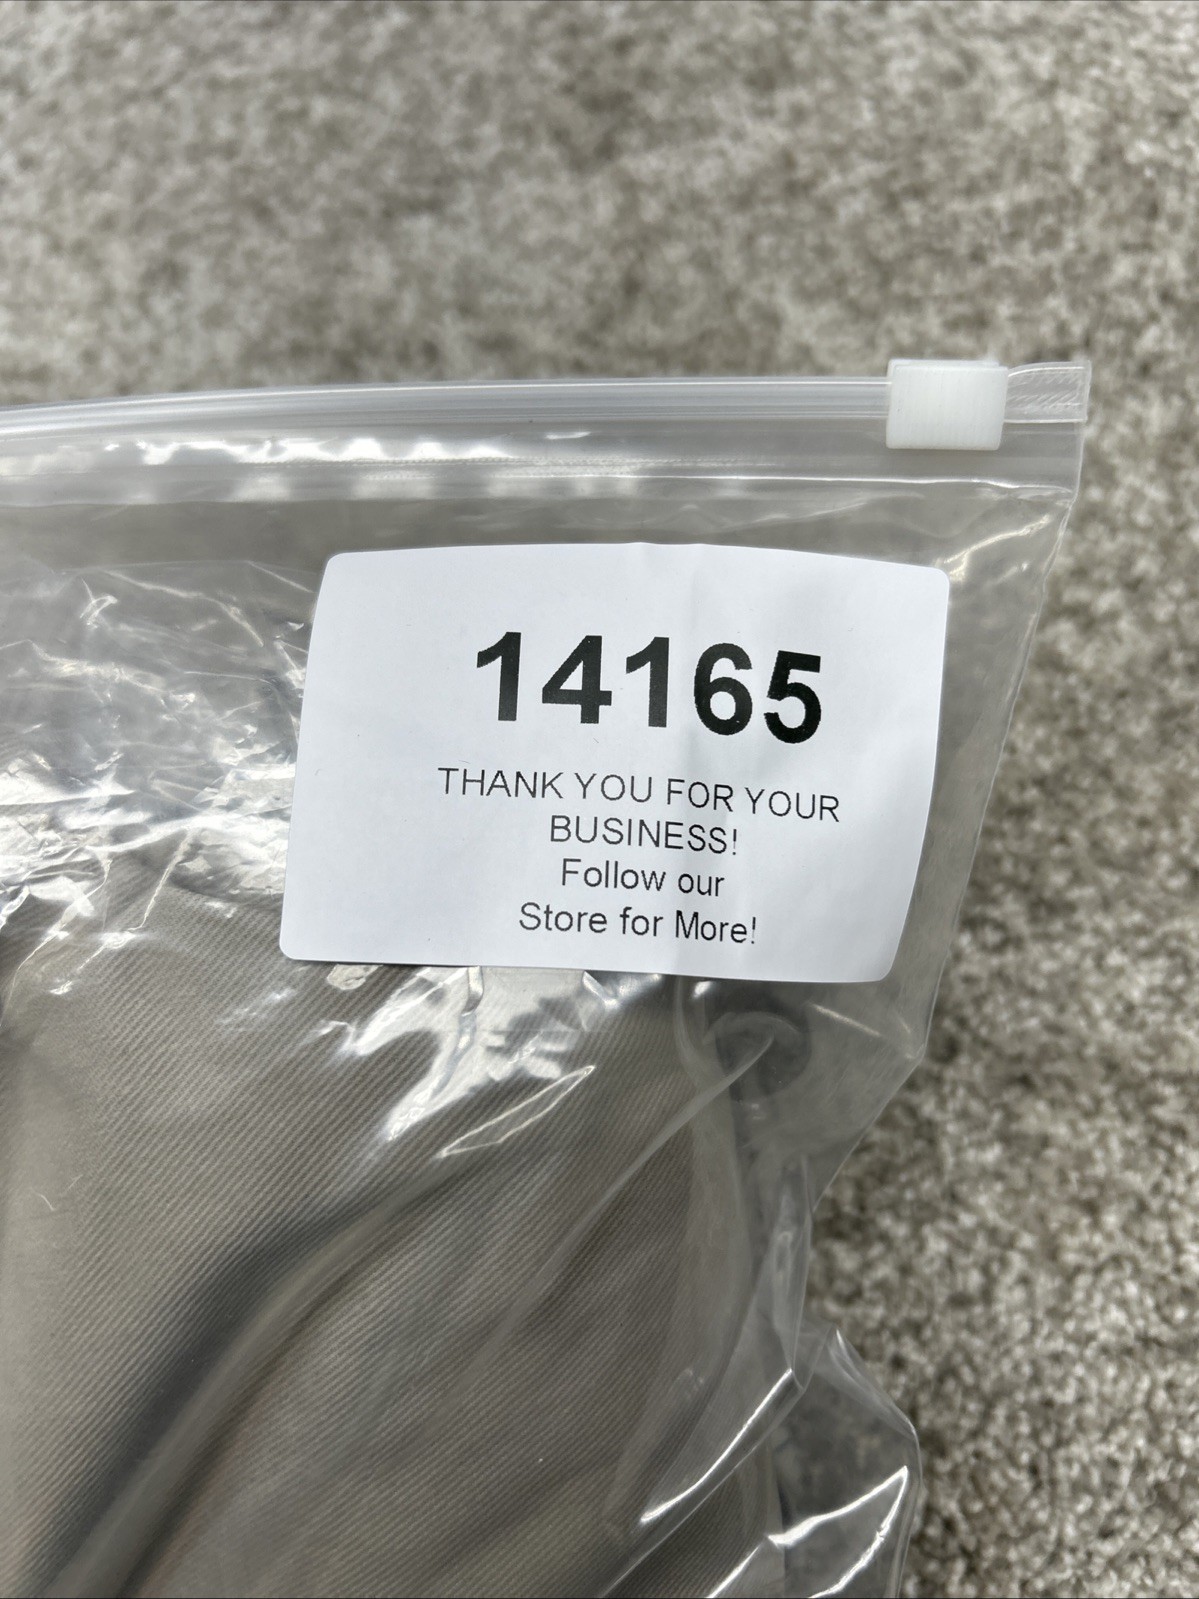 14165
THANK YOU FOR YOUR
BUSINESS!
Follow our
Store for More!